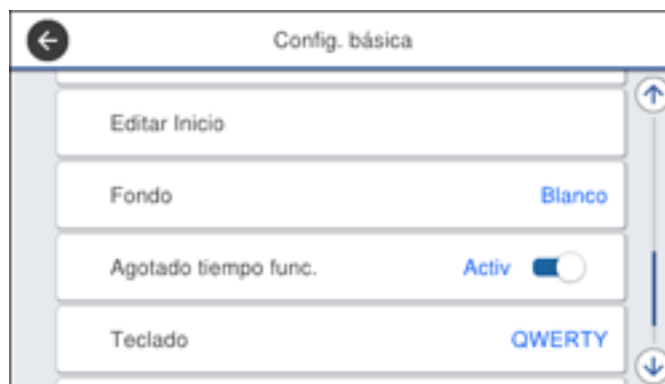 Config. básica
Editar Inicio
Fondo Blanco
Agotado tiempo func. Activ
Teclado QWERTY